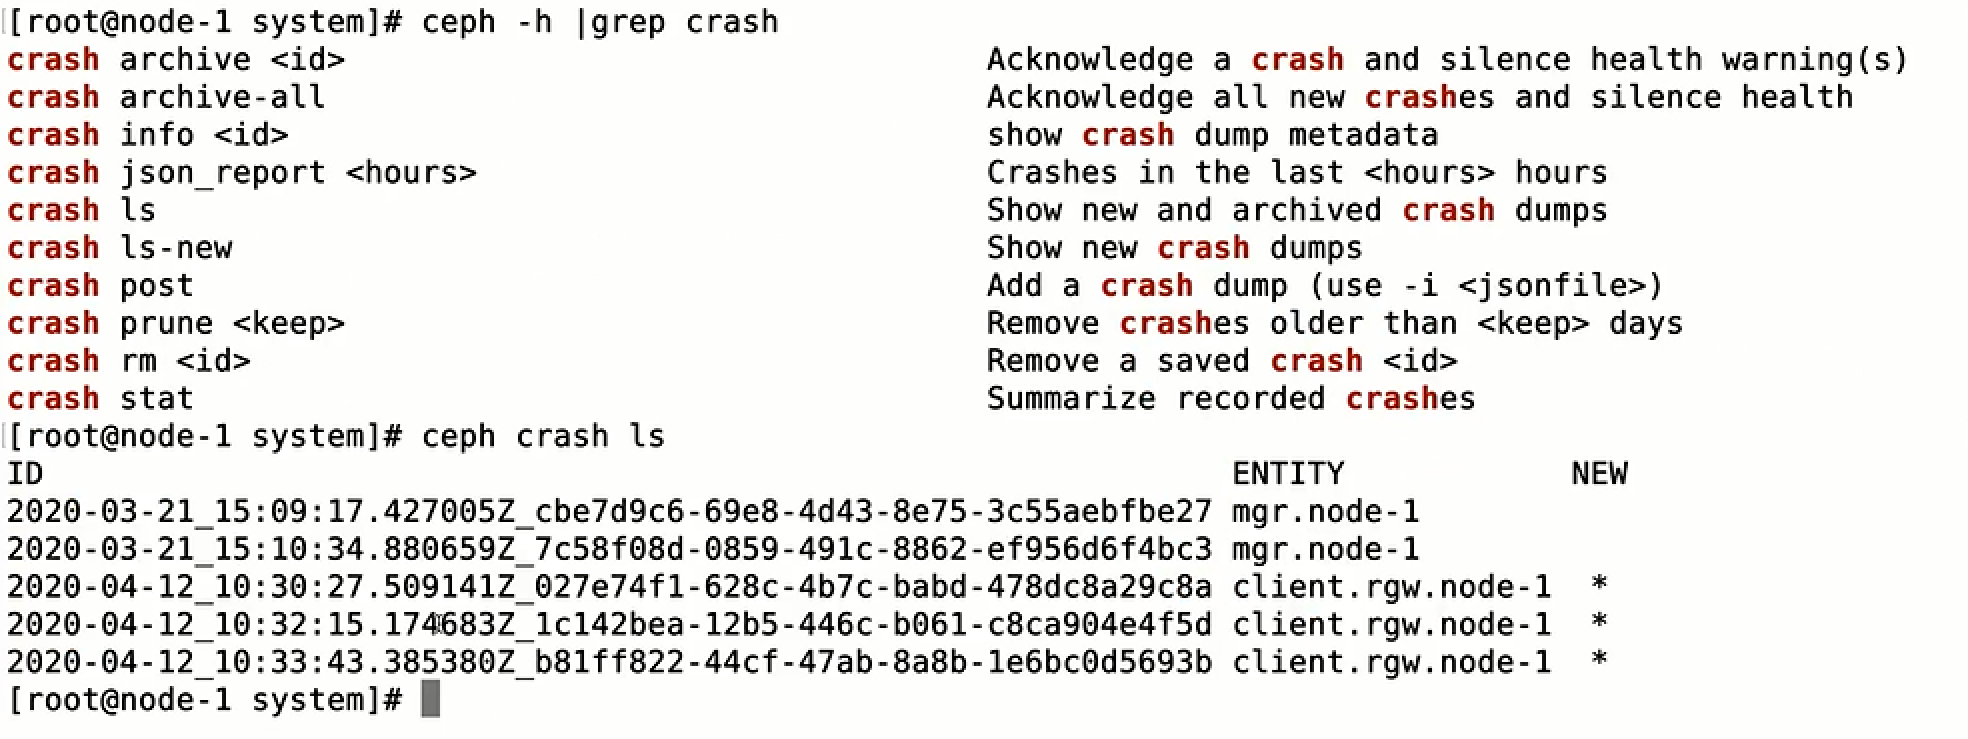 [root@node-1 system]# ceph -h |grep crash
crash archive <id> Acknowledge a crash and silence health warning(s)
crash archive-all Acknowledge all new crashes and silence health
crash info <id> show crash dump metadata
crash json_report <hours> Crashes in the last <hours> hours
crash ls Show new and archived crash dumps
crash ls-new Show new crash dumps
crash post Add a crash dump (use -i <jsonfile>)
crash prune <keep> Remove crashes older than <keep> days
crash rm <id> Remove a saved crash <id>
crash stat Summarize recorded crashes
[root@node-1 system]# ceph crash ls
ID ENTITY NEW
2020-03-21_15:09:17.427005Z_cbe7d9c6-69e8-4d43-8e75-3c55aebfbe27 mgr.node-1
2020-03-21_15:10:34.880659Z_7c58f08d-0859-491c-8862-ef956d6f4bc3 mgr.node-1
2020-04-12_10:30:27.509141Z_027e74f1-628c-4b7c-babd-478dc8a29c8a client.rgw.node-1 *
2020-04-12_10:32:15.174683Z_1c142bea-12b5-446c-b061-c8ca904e4f5d client.rgw.node-1 *
2020-04-12_10:33:43.385380Z_b81ff822-44cf-47ab-8a8b-1e6bc0d5693b client.rgw.node-1 *
[root@node-1 system]#